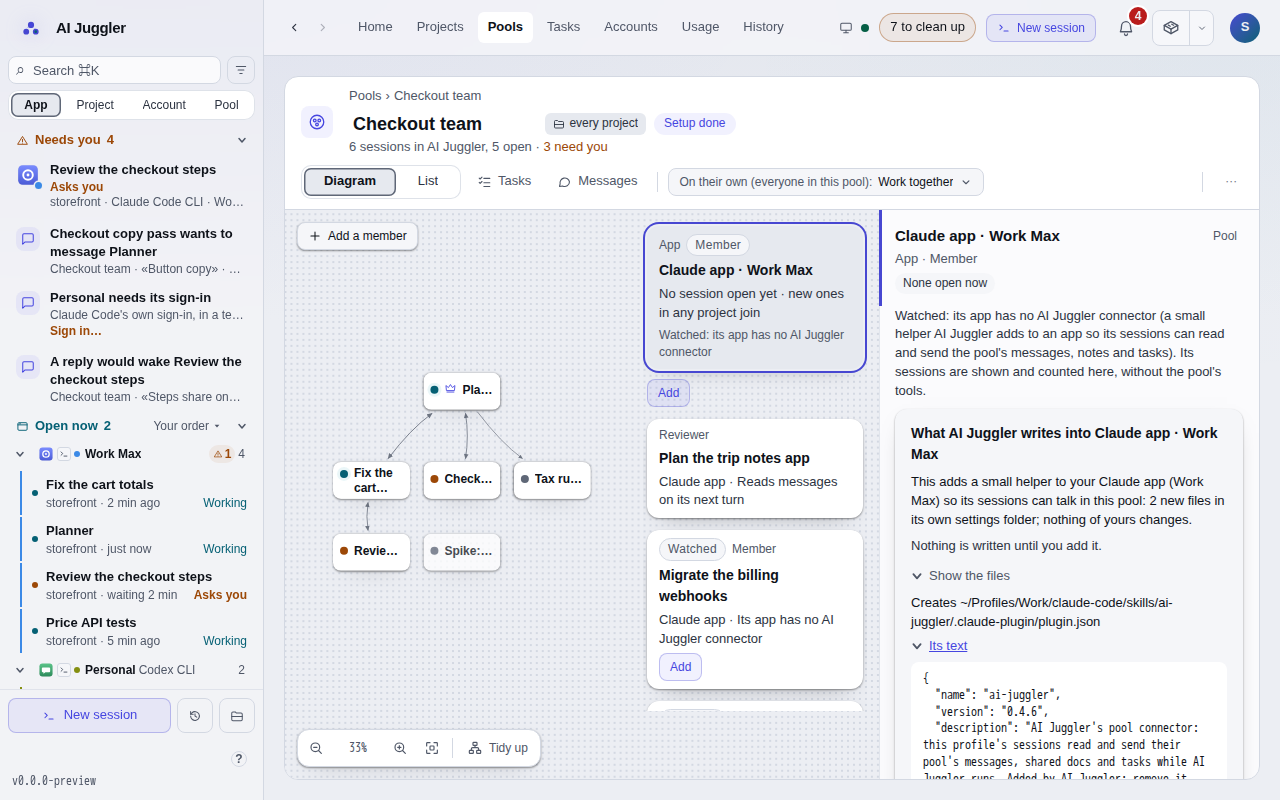 AI Juggler
Search ⌘K
App
Project
Account
Pool
Needs you 4
Review the checkout steps
Asks you
storefront · Claude Code CLI · Wo…
Checkout copy pass wants to
message Planner
Checkout team · «Button copy» · …
Personal needs its sign-in
Claude Code's own sign-in, in a te…
Sign in…
A reply would wake Review the
checkout steps
Checkout team · «Steps share on…
Open now 2
Your order
Work Max
1
4
Fix the cart totals
storefront · 2 min ago
Working
Planner
storefront · just now
Working
Review the checkout steps
storefront · waiting 2 min
Asks you
Price API tests
storefront · 5 min ago
Working
Personal Codex CLI
2
New session
?
v0.0.0-preview
Home
Projects
Pools
Tasks
Accounts
Usage
History
7 to clean up
New session
4
S
Pools › Checkout team
Checkout team
every project
Setup done
6 sessions in AI Juggler, 5 open · 3 need you
Diagram
List
Tasks
Messages
On their own (everyone in this pool): Work together
Add a member
Pla…
Fix the
cart…
Check…
Tax ru…
Revie…
Spike:…
33%
Tidy up
App
Member
Claude app · Work Max
No session open yet · new ones
in any project join
Watched: its app has no AI Juggler
connector
Add
Reviewer
Plan the trip notes app
Claude app · Reads messages
on its next turn
Watched
Member
Migrate the billing
webhooks
Claude app · Its app has no AI
Juggler connector
Add
Claude app · Work Max
Pool
App · Member
None open now
Watched: its app has no AI Juggler connector (a small
helper AI Juggler adds to an app so its sessions can read
and send the pool's messages, notes and tasks). Its
sessions are shown and counted here, without the pool's
tools.
What AI Juggler writes into Claude app · Work
Max
This adds a small helper to your Claude app (Work
Max) so its sessions can talk in this pool: 2 new files in
its own settings folder; nothing of yours changes.
Nothing is written until you add it.
Show the files
Creates ~/Profiles/Work/claude-code/skills/ai-
juggler/.claude-plugin/plugin.json
Its text
{
"name": "ai-juggler",
"version": "0.4.6",
"description": "AI Juggler's pool connector:
this profile's sessions read and send their
pool's messages, shared docs and tasks while AI
Juggler runs. Added by AI Juggler; remove it